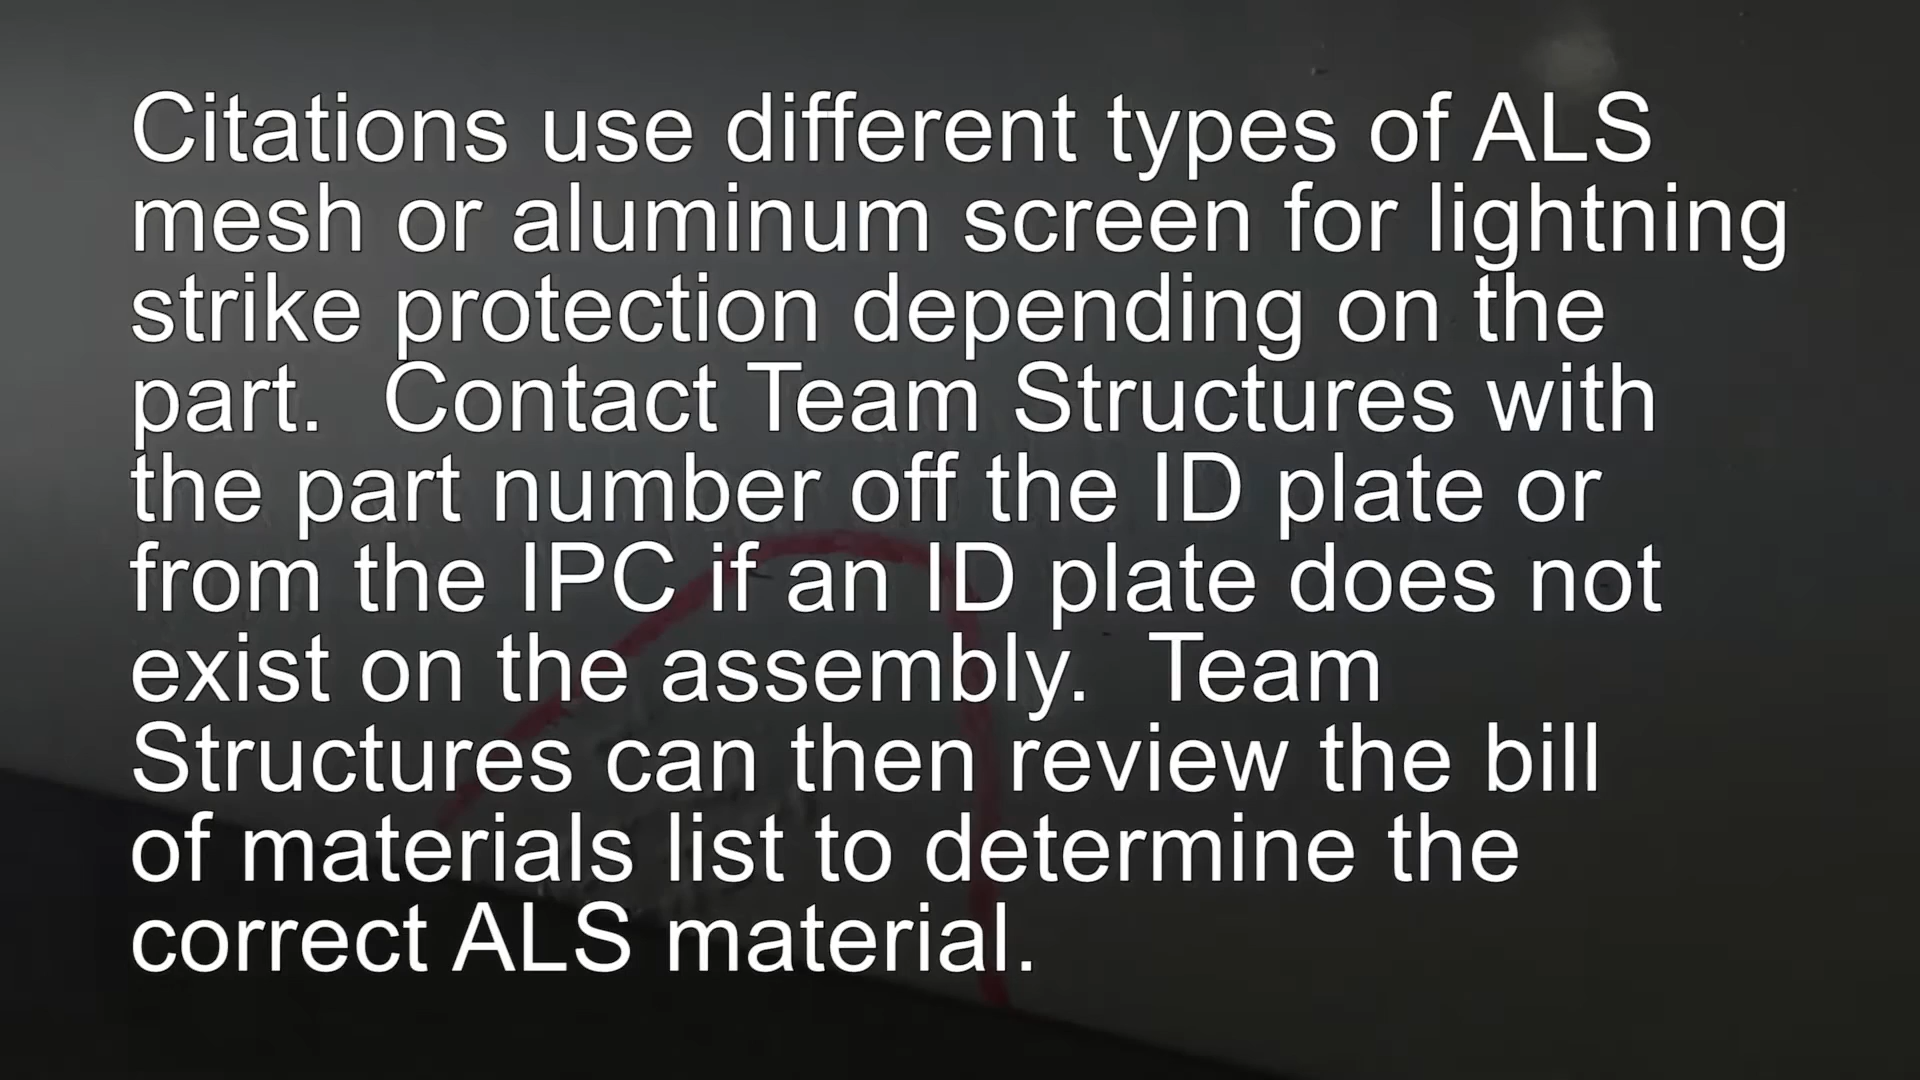 Citations use different types of ALS
mesh or aluminum screen for lightning
strike protection depending on the
part.  Contact Team Structures with
the part number off the ID plate or
from the IPC if an ID plate does not
exist on the assembly.  Team
Structures can then review the bill
of materials list to determine the
correct ALS material.